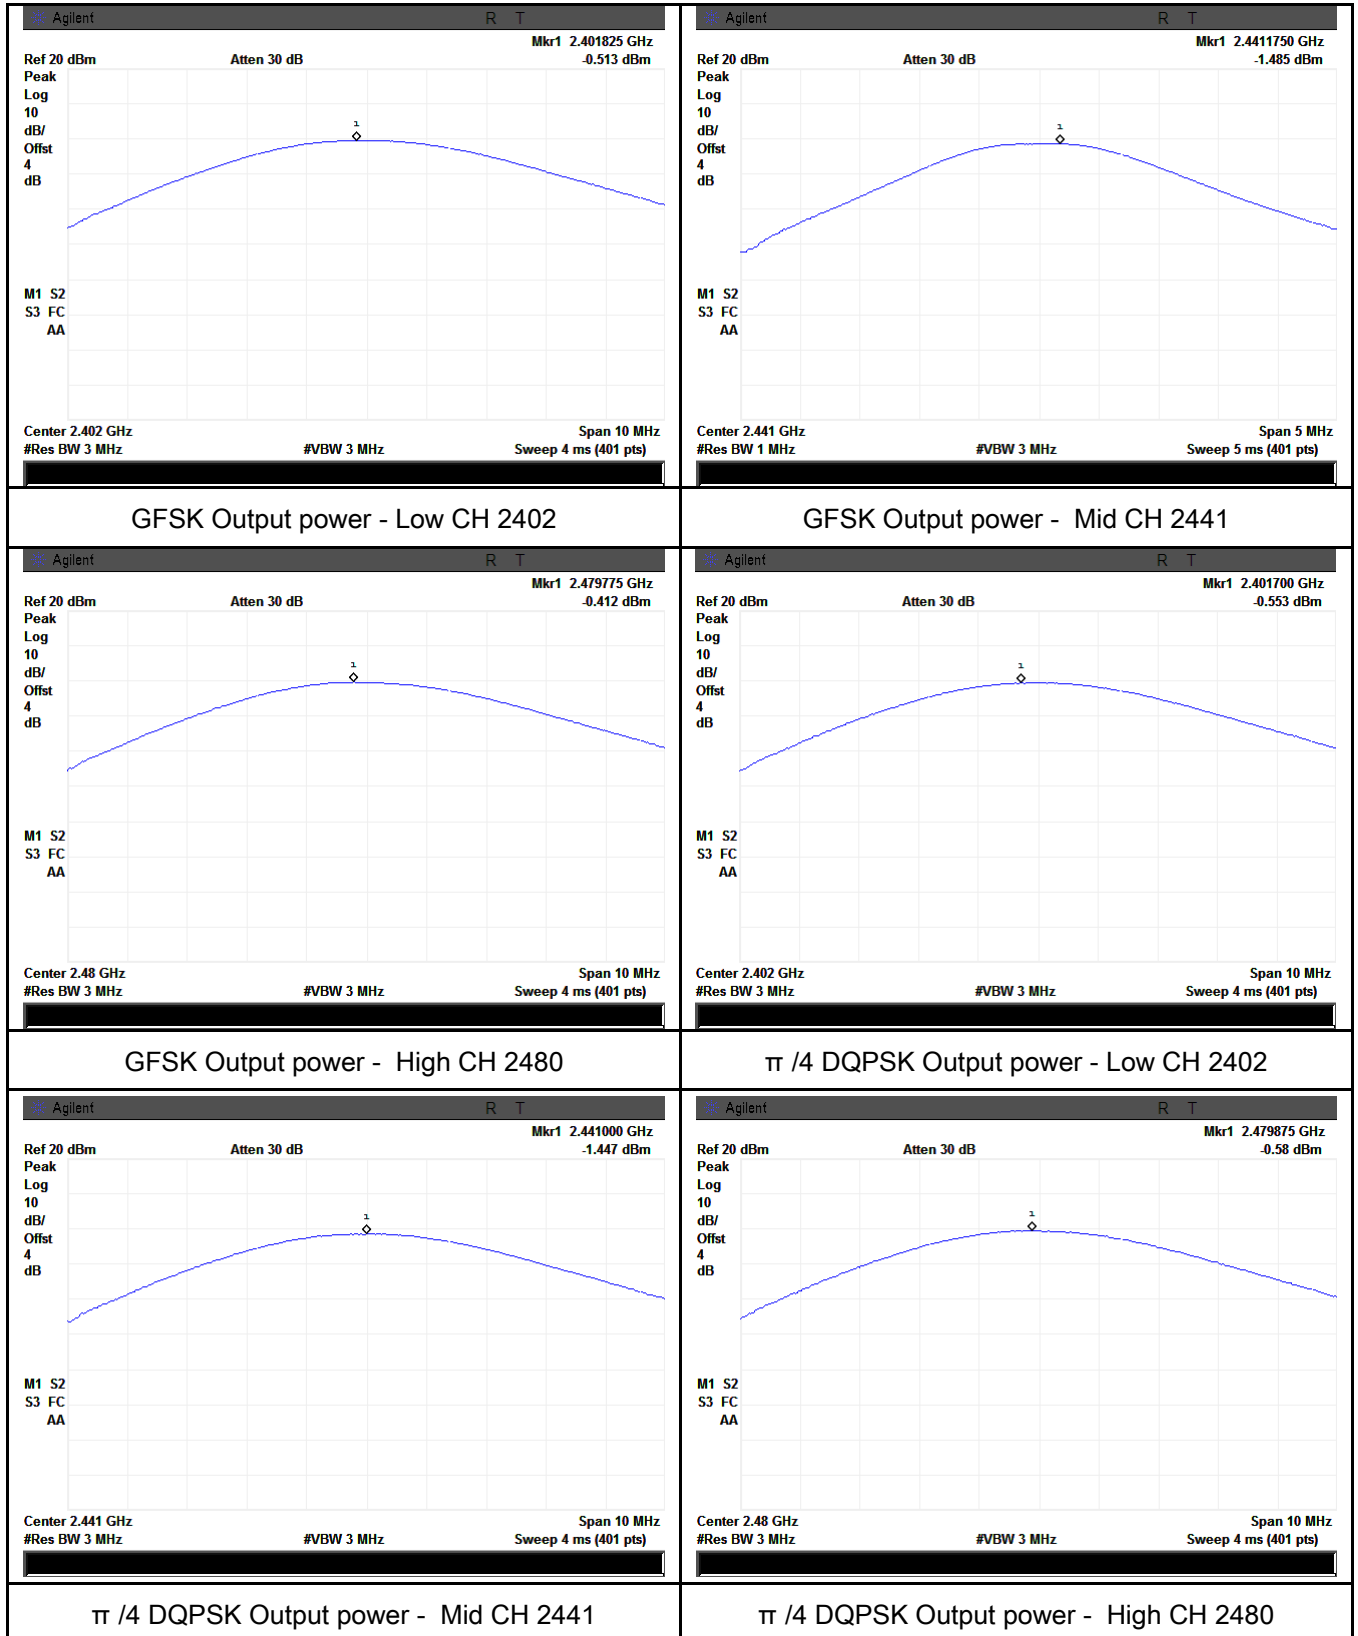 Agilent R T
Mkr1 2.401825 GHz
Ref 20 dBm Atten 30 dB -0.513 dBm
Peak
Log
10
dB/
Offst
4
dB
1
M1 S2
S3 FC
AA
Center 2.402 GHz Span 10 MHz
#Res BW 3 MHz #VBW 3 MHz Sweep 4 ms (401 pts)
GFSK Output power - Low CH 2402
Agilent R T
Mkr1 2.4411750 GHz
Ref 20 dBm Atten 30 dB -1.485 dBm
Peak
Log
10
dB/
Offst
4
dB
1
M1 S2
S3 FC
AA
Center 2.441 GHz Span 5 MHz
#Res BW 1 MHz #VBW 3 MHz Sweep 5 ms (401 pts)
GFSK Output power - Mid CH 2441
Agilent R T
Mkr1 2.479775 GHz
Ref 20 dBm Atten 30 dB -0.412 dBm
Peak
Log
10
dB/
Offst
4
dB
1
M1 S2
S3 FC
AA
Center 2.48 GHz Span 10 MHz
#Res BW 3 MHz #VBW 3 MHz Sweep 4 ms (401 pts)
GFSK Output power - High CH 2480
Agilent R T
Mkr1 2.401700 GHz
Ref 20 dBm Atten 30 dB -0.553 dBm
Peak
Log
10
dB/
Offst
4
dB
1
M1 S2
S3 FC
AA
Center 2.402 GHz Span 10 MHz
#Res BW 3 MHz #VBW 3 MHz Sweep 4 ms (401 pts)
π /4 DQPSK Output power - Low CH 2402
Agilent R T
Mkr1 2.441000 GHz
Ref 20 dBm Atten 30 dB -1.447 dBm
Peak
Log
10
dB/
Offst
4
dB
1
M1 S2
S3 FC
AA
Center 2.441 GHz Span 10 MHz
#Res BW 3 MHz #VBW 3 MHz Sweep 4 ms (401 pts)
π /4 DQPSK Output power - Mid CH 2441
Agilent R T
Mkr1 2.479875 GHz
Ref 20 dBm Atten 30 dB -0.58 dBm
Peak
Log
10
dB/
Offst
4
dB
1
M1 S2
S3 FC
AA
Center 2.48 GHz Span 10 MHz
#Res BW 3 MHz #VBW 3 MHz Sweep 4 ms (401 pts)
π /4 DQPSK Output power - High CH 2480